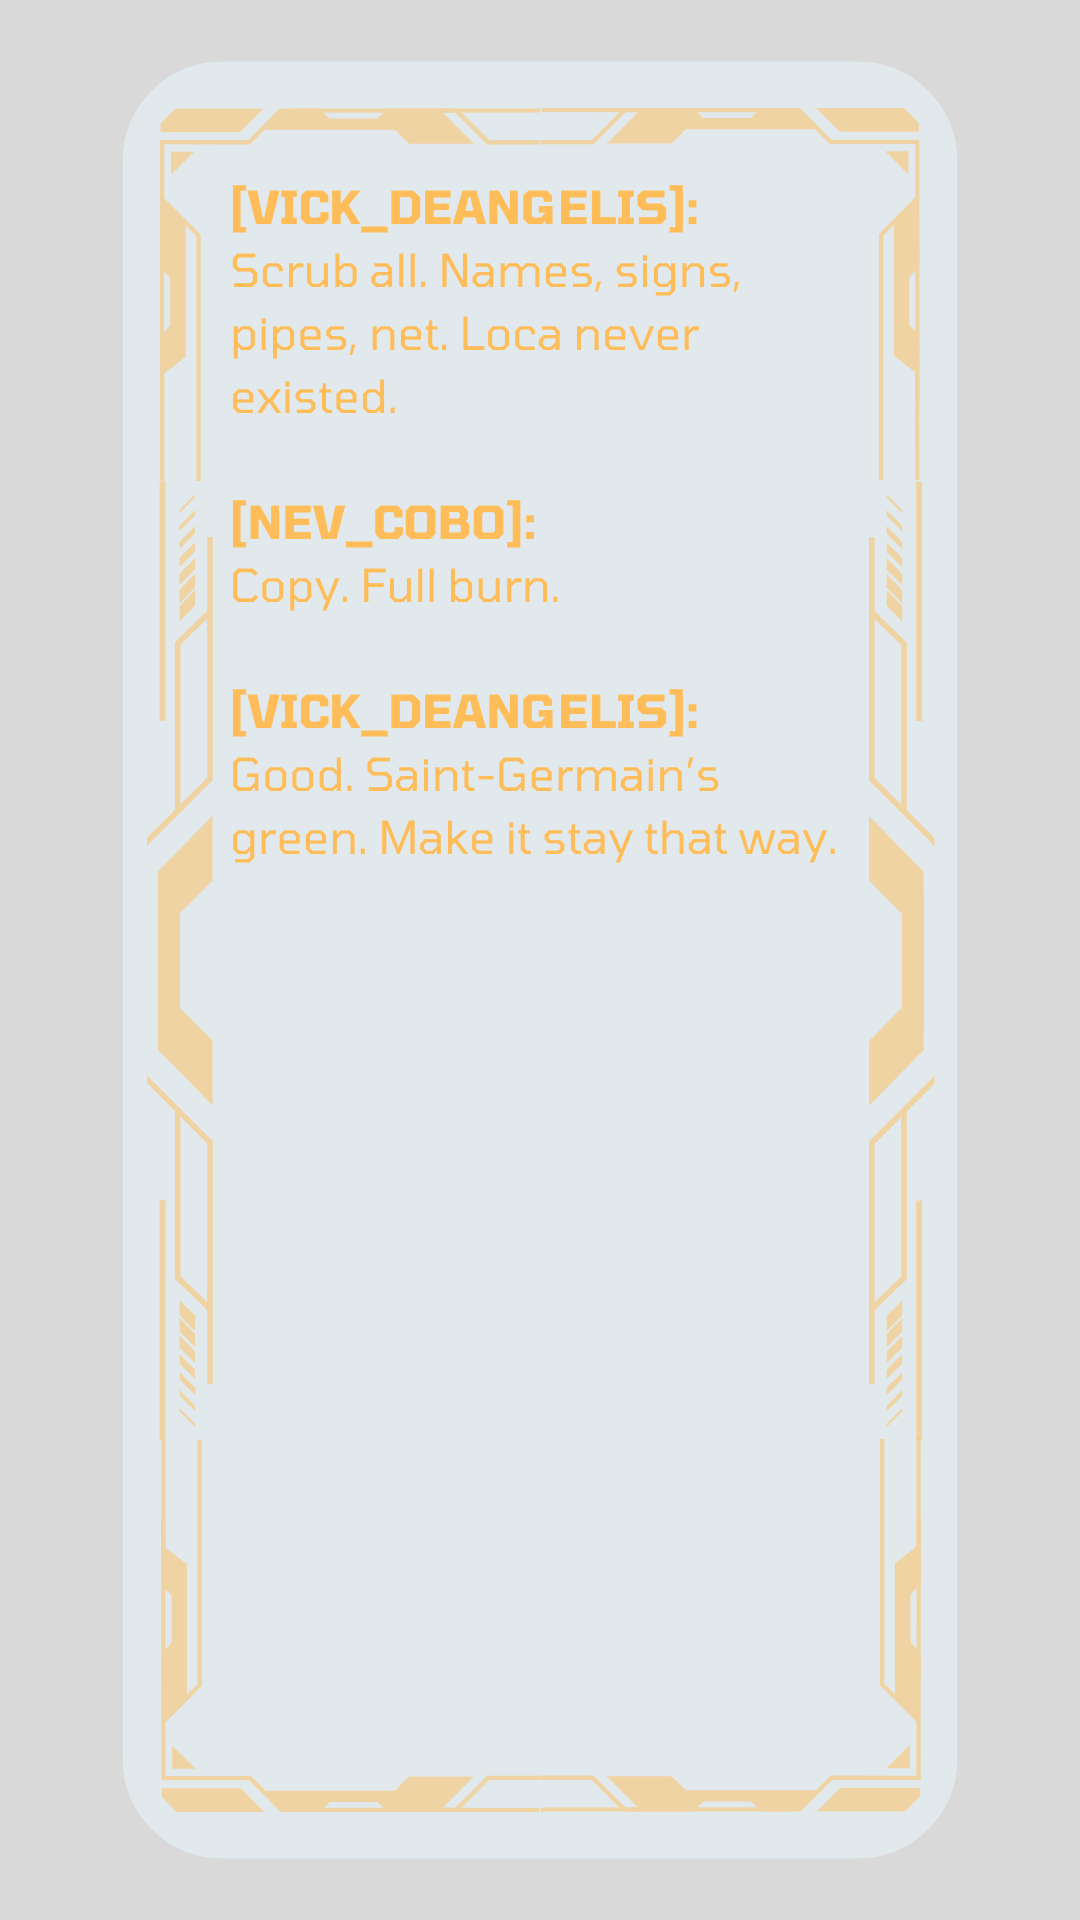 [VICK_DEANGELIS]:
Scrub all. Names, signs,
pipes, net. Loca never
existed.
[NEV_COBO]:
Copy. Full burn.
[VICK_DEANGELIS]:
Good. Saint-Germain’s
green. Make it stay that way.